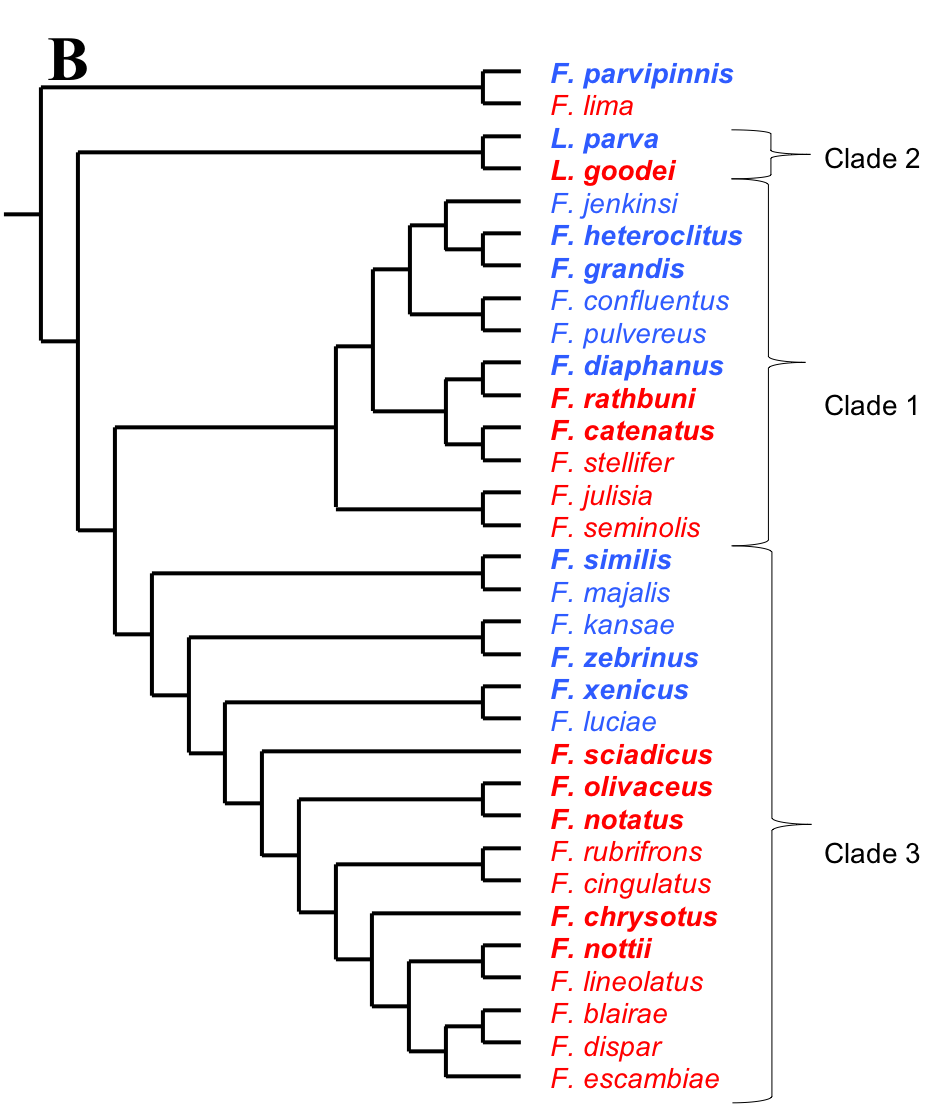 B
F. parvipinnis
F. lima
L. parva
Clade 2
L. goodei
F. jenkinsi
F. heteroclitus
F. grandis
F. confluentus
F. pulvereus
F. diaphanus
F. rathbuni
Clade 1
F. catenatus
F. stellifer
F. julisia
F. seminolis
F. similis
F. majalis
F. kansae
F. zebrinus
F. xenicus
F. luciae
F. sciadicus
F. olivaceus
F. notatus
F. rubrifrons
Clade 3
F. cingulatus
F. chrysotus
F. nottii
F. lineolatus
F. blairae
F. dispar
F. escambiae